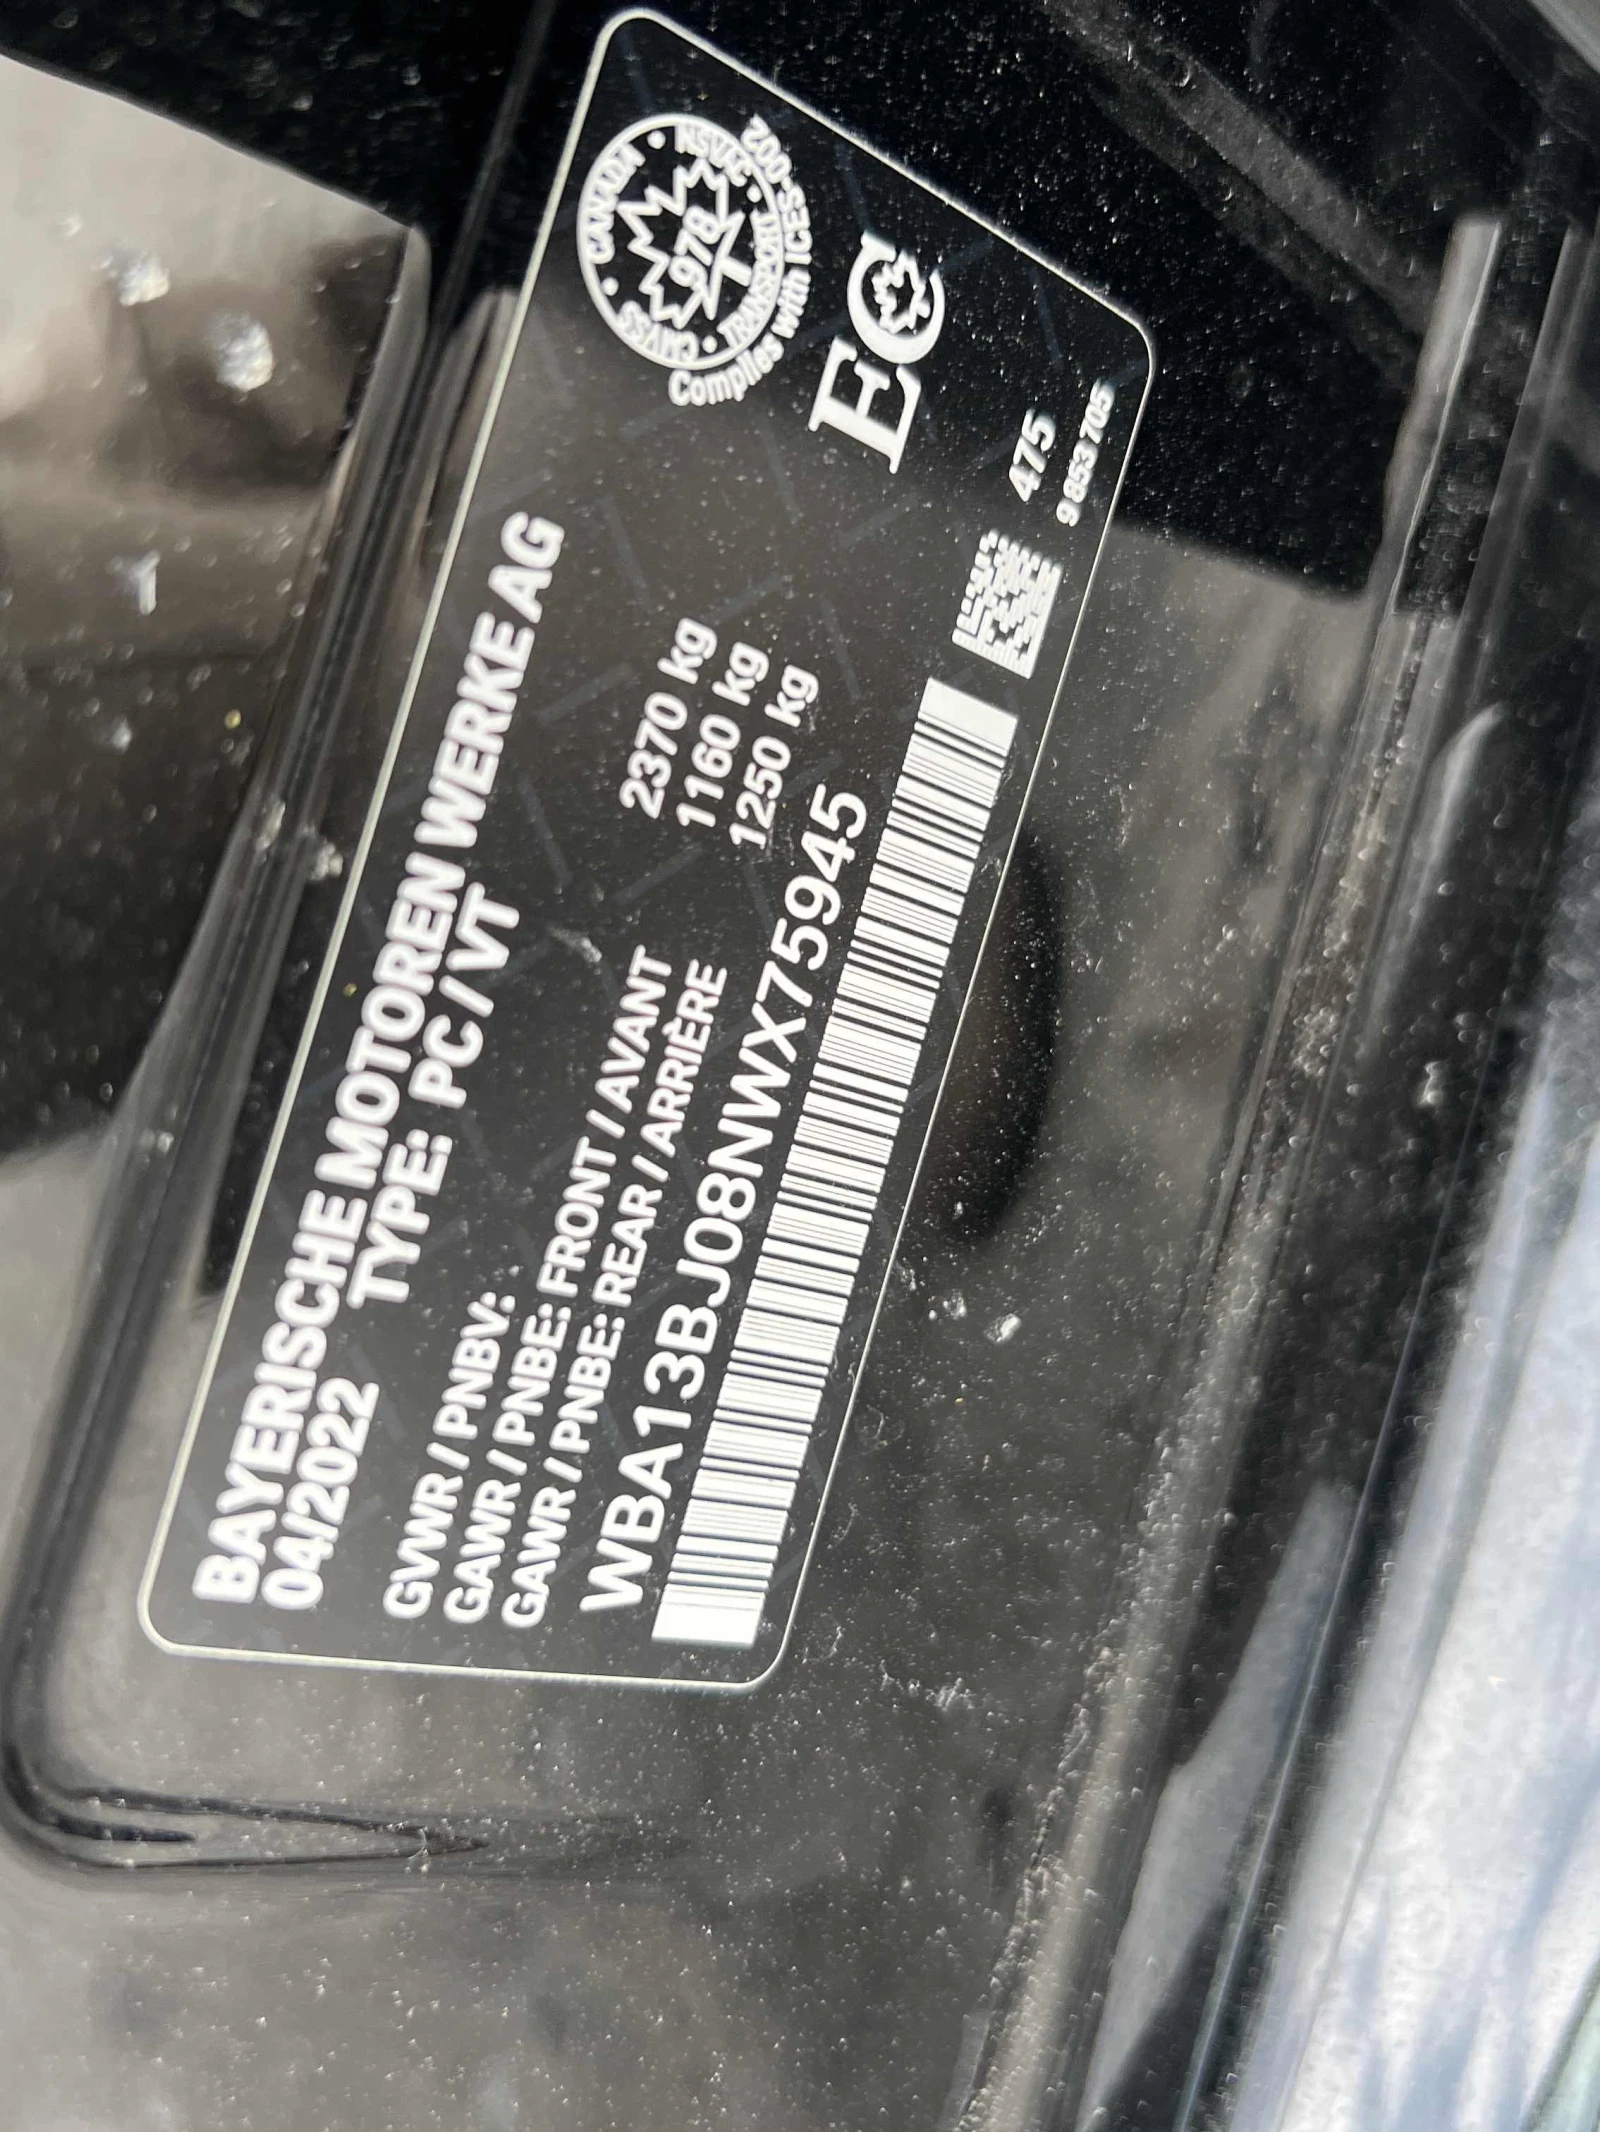 BAYERISCHE MOTOREN WERKE AG
04/2022 TYPE: PC / VT
GVWR / PNBV: 2370 kg
GAWR / PNBE: FRONT / AVANT 1160 kg
GAWR / PNBE: REAR / ARRIÈRE 1250 kg
WBA13BJ08NWX75945
CANADA · NSVAC · TRANSPORT · CMVSS
978
T
Complies with ICES-002
EC
475
9 853 705